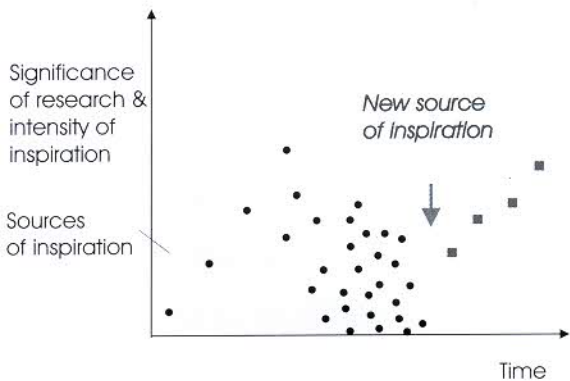 Significance
of research &
intensity of
inspiration
New source
of inspiration
Sources
of inspiration
Time